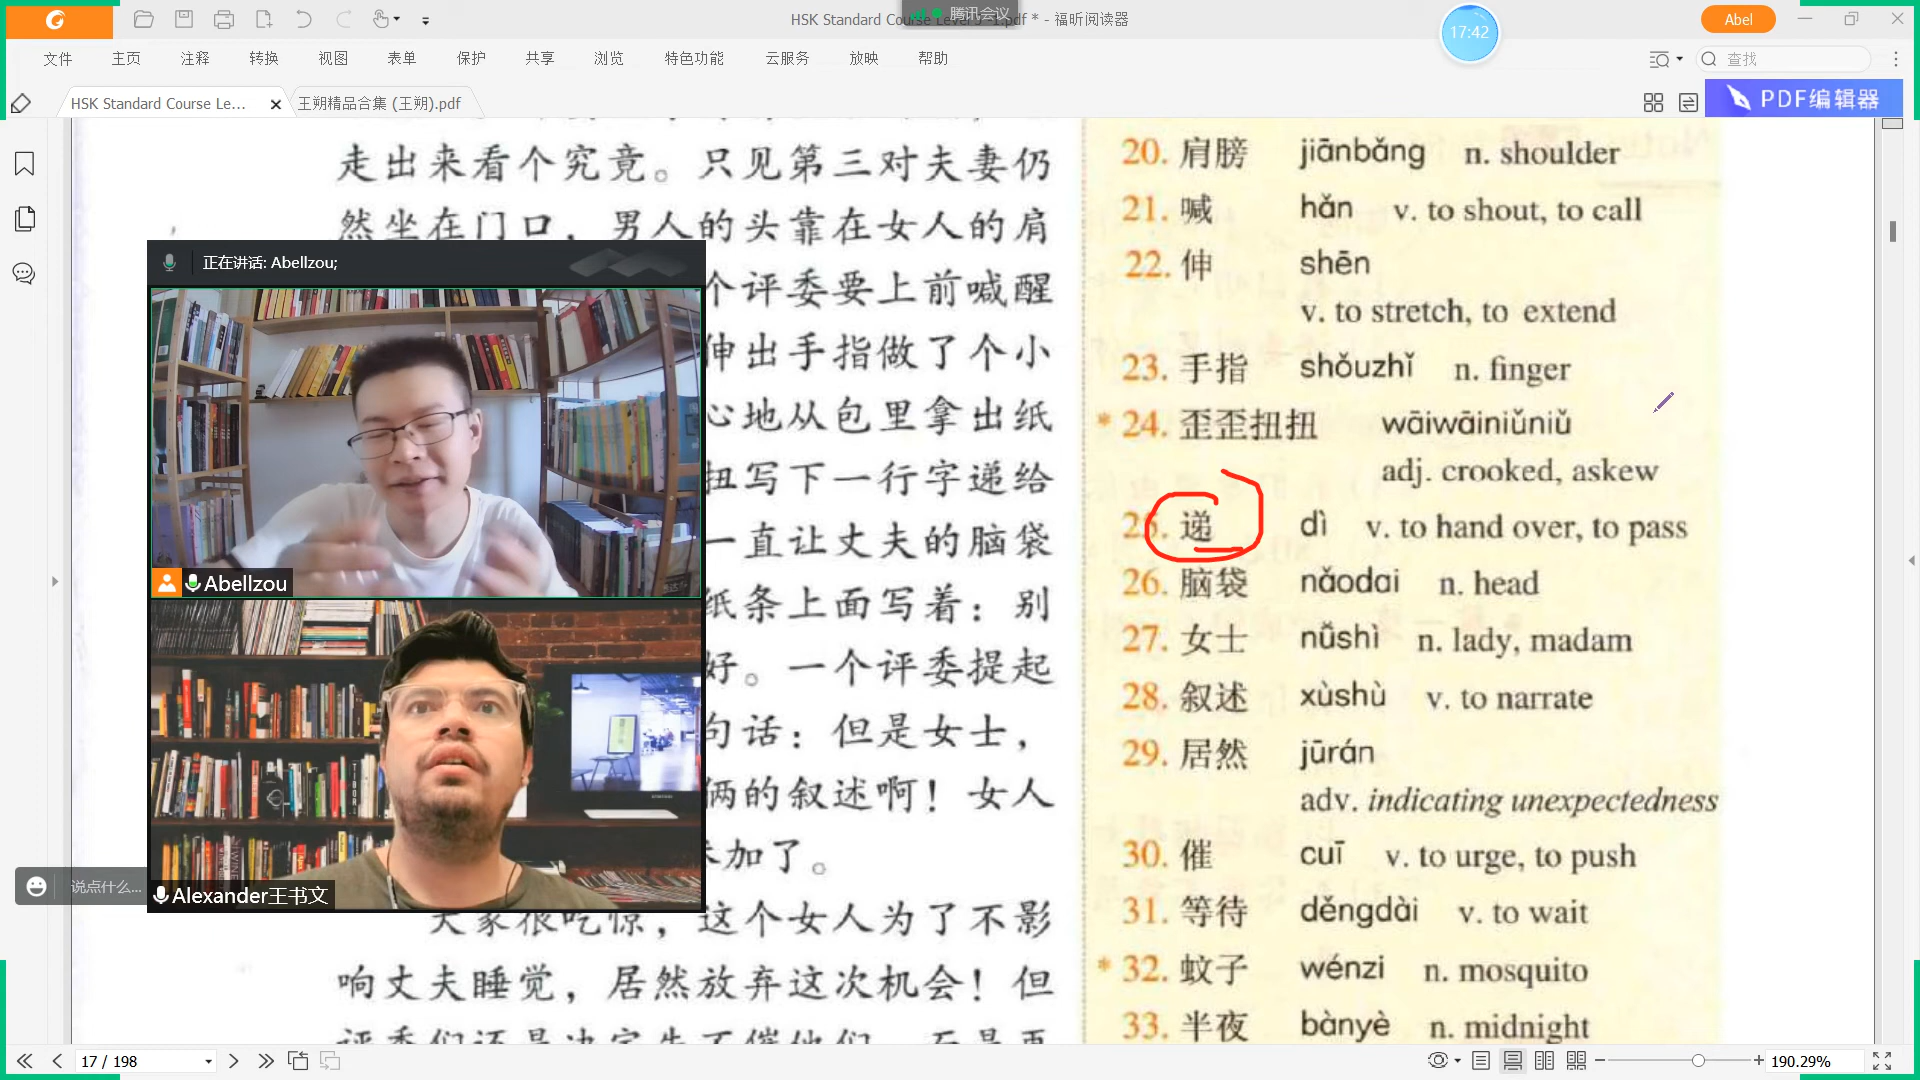 HSK Standard Course Level
.pdf * - 福昕阅读器
腾讯会议
17:42
Abel
文件 主页 注释 转换 视图 表单 保护 共享 浏览 特色功能 云服务 放映 帮助
查找
HSK Standard Course Le...
王朔精品合集 (王朔).pdf
PDF编辑器
走出来看个究竟。只见第三对夫妻仍
然坐在门口，男人的头靠在女人的肩
个评委要上前喊醒
伸出手指做了个小
心地从包里拿出纸
扭写下一行字递给
一直让丈夫的脑袋
纸条上面写着：别
好。一个评委提起
句话：但是女士，
俩的叙述啊！女人
加了。
大家很吃惊，这个女人为了不影
响丈夫睡觉，居然放弃这次机会！但
正在讲话: Abellzou;
Abellzou
Alexander王书文
说点什么...
20. 肩膀 jiānbǎng n. shoulder
21. 喊 hǎn v. to shout, to call
22. 伸 shēn
v. to stretch, to extend
23. 手指 shǒuzhǐ n. finger
* 24. 歪歪扭扭 wāiwāiniǔniǔ
adj. crooked, askew
25. 递 dì v. to hand over, to pass
26. 脑袋 nǎodai n. head
27. 女士 nǚshì n. lady, madam
28. 叙述 xùshù v. to narrate
29. 居然 jūrán
adv. indicating unexpectedness
30. 催 cuī v. to urge, to push
31. 等待 děngdài v. to wait
* 32. 蚊子 wénzi n. mosquito
33. 半夜 bànyè n. midnight
17 / 198
190.29%